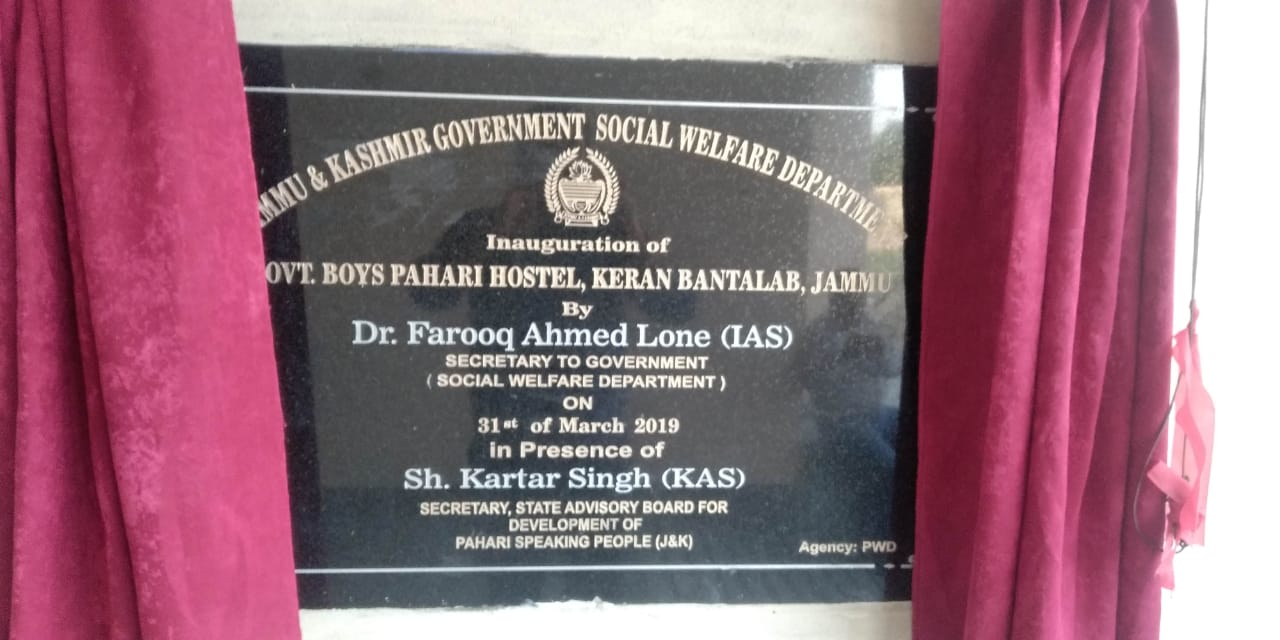 AMMU & KASHMIR GOVERNMENT SOCIAL WELFARE DEPARTME
Inauguration of
OVT. BOYS PAHARI HOSTEL, KERAN BANTALAB, JAMMU
By
Dr. Farooq Ahmed Lone (IAS)
SECRETARY TO GOVERNMENT
( SOCIAL WELFARE DEPARTMENT )
ON
31st of March 2019
in Presence of
Sh. Kartar Singh (KAS)
SECRETARY, STATE ADVISORY BOARD FOR
DEVELOPMENT OF
PAHARI SPEAKING PEOPLE (J&K)
Agency: PWD